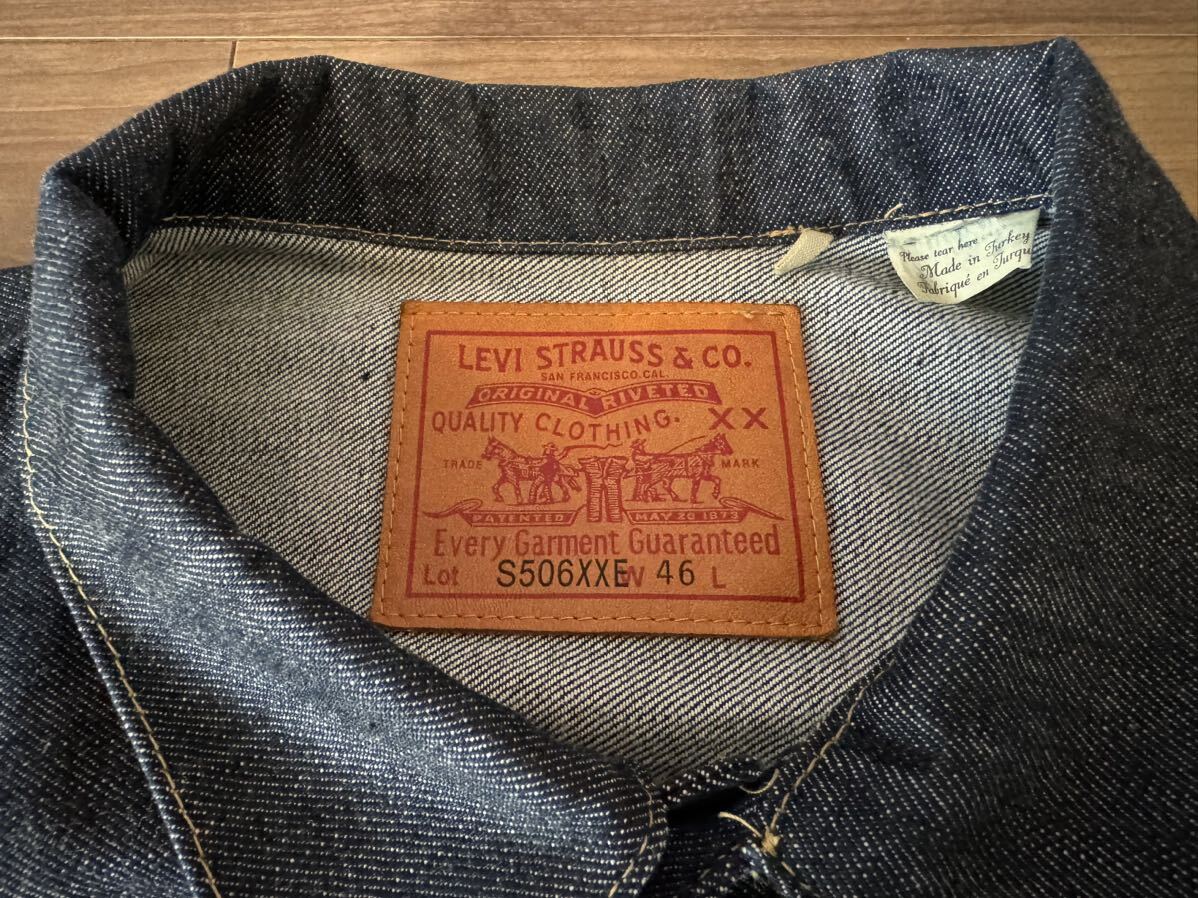 LEVI STRAUSS & CO.
SAN FRANCISCO. CAL.
ORIGINAL RIVETED
QUALITY CLOTHING. XX
TRADE MARK
PATENTED MAY 20 1873
Every Garment Guaranteed
Lot S506XXE W 46 L
Please tear here
Made in Turkey
Fabriqué en Turqu